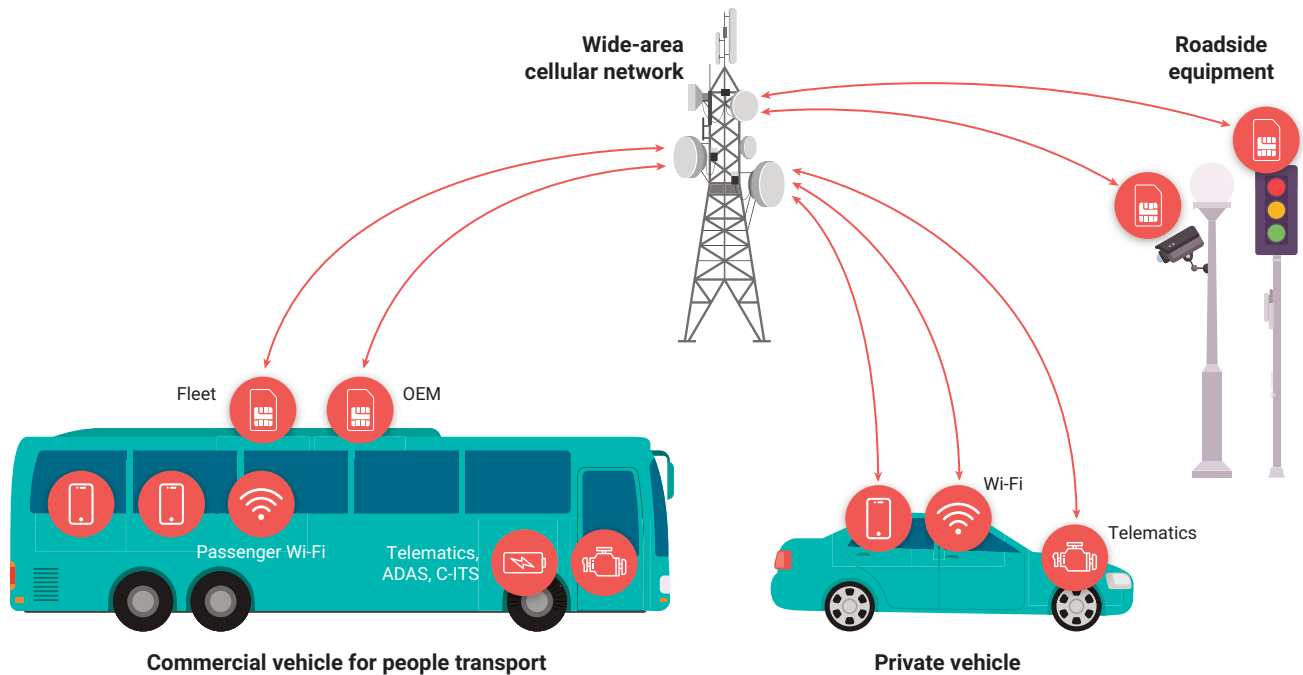 Wide-area
cellular network
Roadside
equipment
Fleet
OEM
Passenger Wi-Fi
Telematics,
ADAS, C-ITS
Wi-Fi
Telematics
Commercial vehicle for people transport
Private vehicle